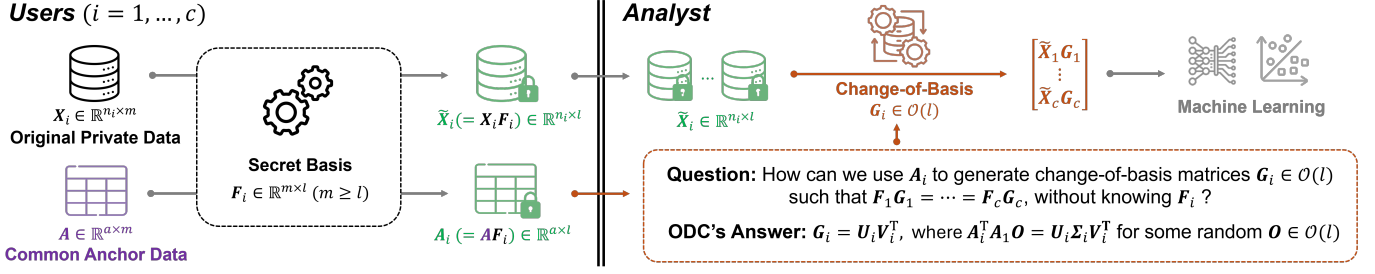 Users (i = 1, … , c)
X_i ∈ ℝ^{n_i×m}
Original Private Data
A ∈ ℝ^{a×m}
Common Anchor Data
Secret Basis
F_i ∈ ℝ^{m×l} (m ≥ l)
X̃_i (= X_iF_i) ∈ ℝ^{n_i×l}
A_i (= AF_i) ∈ ℝ^{a×l}
Analyst
…
X̃_i ∈ ℝ^{n_i×l}
Change-of-Basis
G_i ∈ 𝒪(l)
[X̃_1G_1
⋮
X̃_cG_c]
Machine Learning
Question: How can we use A_i to generate change-of-basis matrices G_i ∈ 𝒪(l)
such that F_1G_1 = ⋯ = F_cG_c, without knowing F_i ?
ODC's Answer: G_i = U_iV_i^T, where A_i^TA_1O = U_iΣ_iV_i^T for some random O ∈ 𝒪(l)